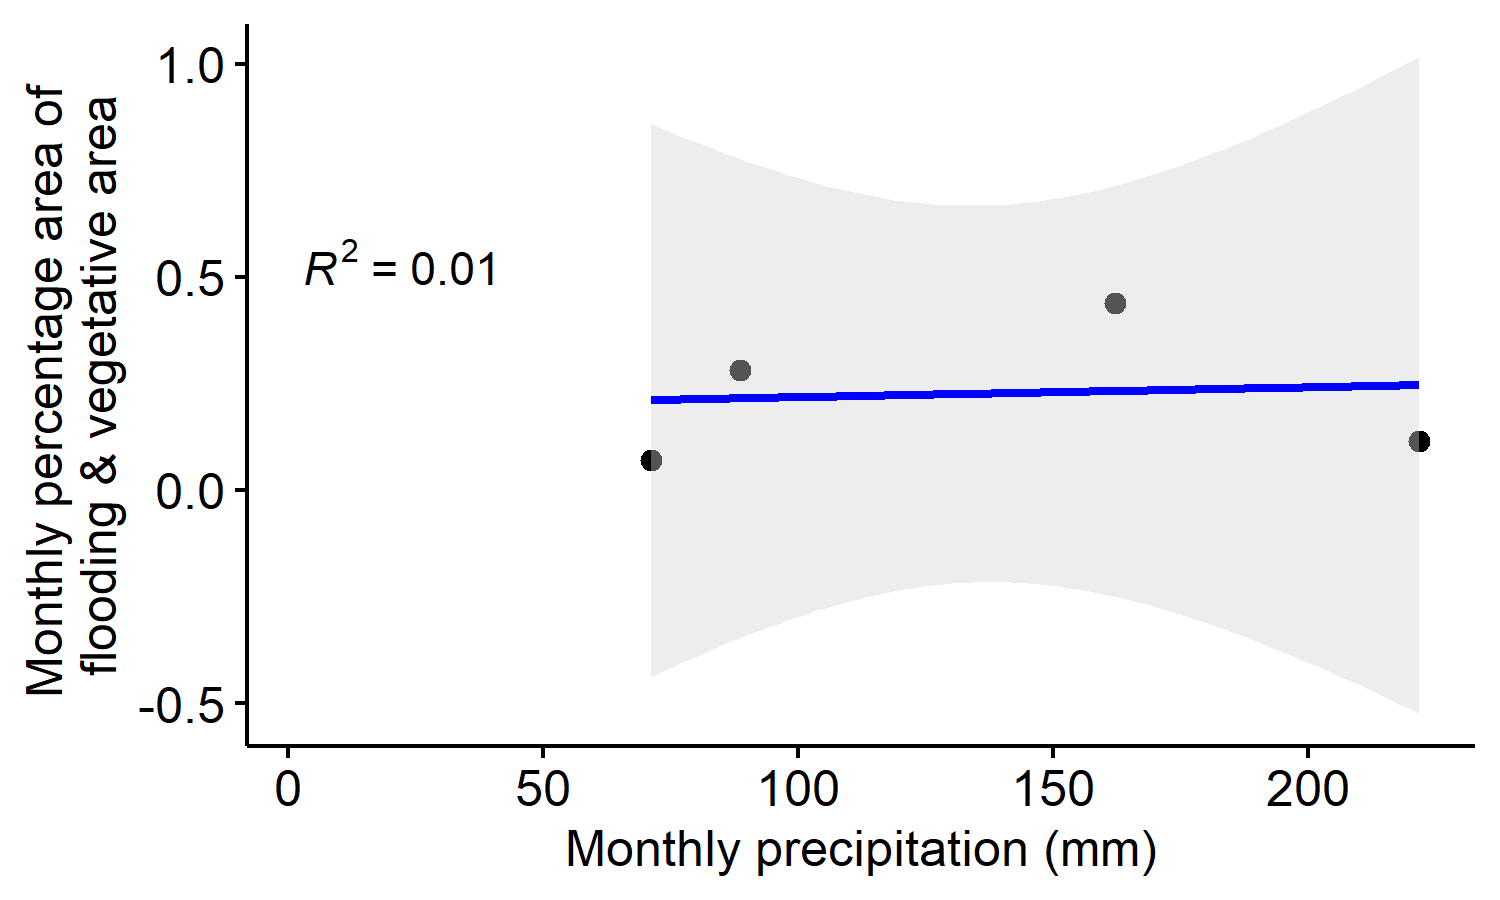 Monthly percentage area of
flooding & vegetative area
1.0
0.5
0.0
-0.5
R² = 0.01
0 50 100 150 200
Monthly precipitation (mm)